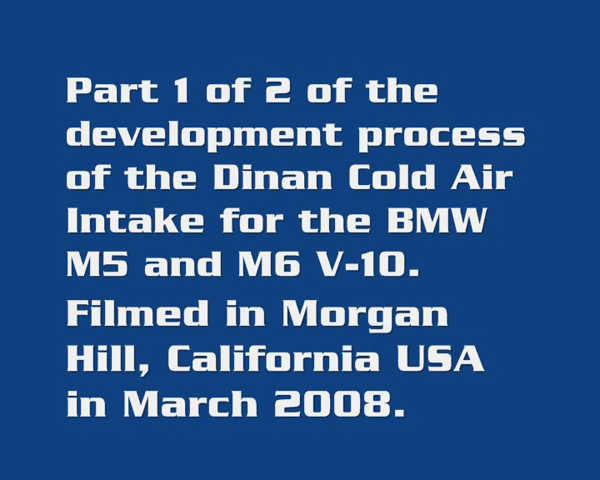 Part 1 of 2 of the
development process
of the Dinan Cold Air
Intake for the BMW
M5 and M6 V-10.
Filmed in Morgan
Hill, California USA
in March 2008.